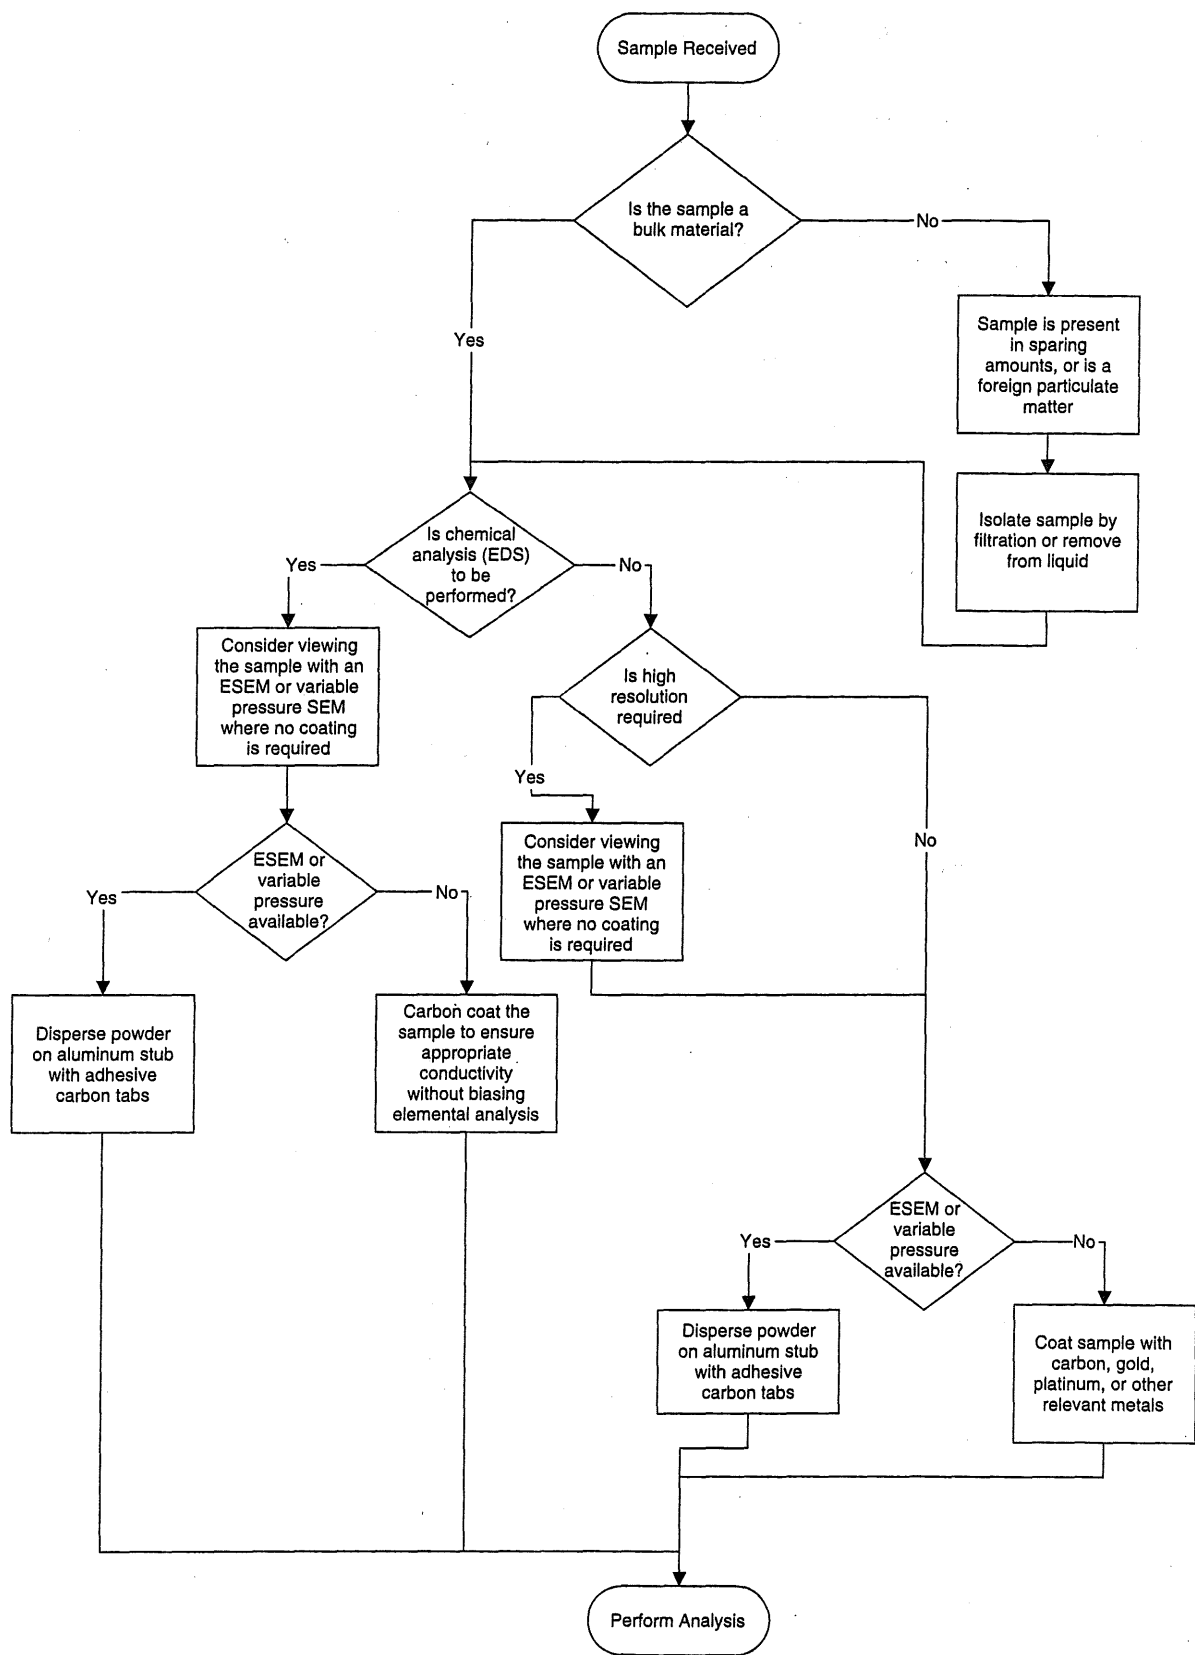 Sample Received
Is the sample a
bulk material?
No
Yes
Sample is present
in sparing
amounts, or is a
foreign particulate
matter
Isolate sample by
filtration or remove
from liquid
Is chemical
analysis (EDS)
to be
performed?
Yes
No
Consider viewing
the sample with an
ESEM or variable
pressure SEM
where no coating
is required
Is high
resolution
required
Yes
No
Consider viewing
the sample with an
ESEM or variable
pressure SEM
where no coating
is required
ESEM or
variable
pressure
available?
Yes
No
Disperse powder
on aluminum stub
with adhesive
carbon tabs
Carbon coat the
sample to ensure
appropriate
conductivity
without biasing
elemental analysis
ESEM or
variable
pressure
available?
Yes
No
Disperse powder
on aluminum stub
with adhesive
carbon tabs
Coat sample with
carbon, gold,
platinum, or other
relevant metals
Perform Analysis